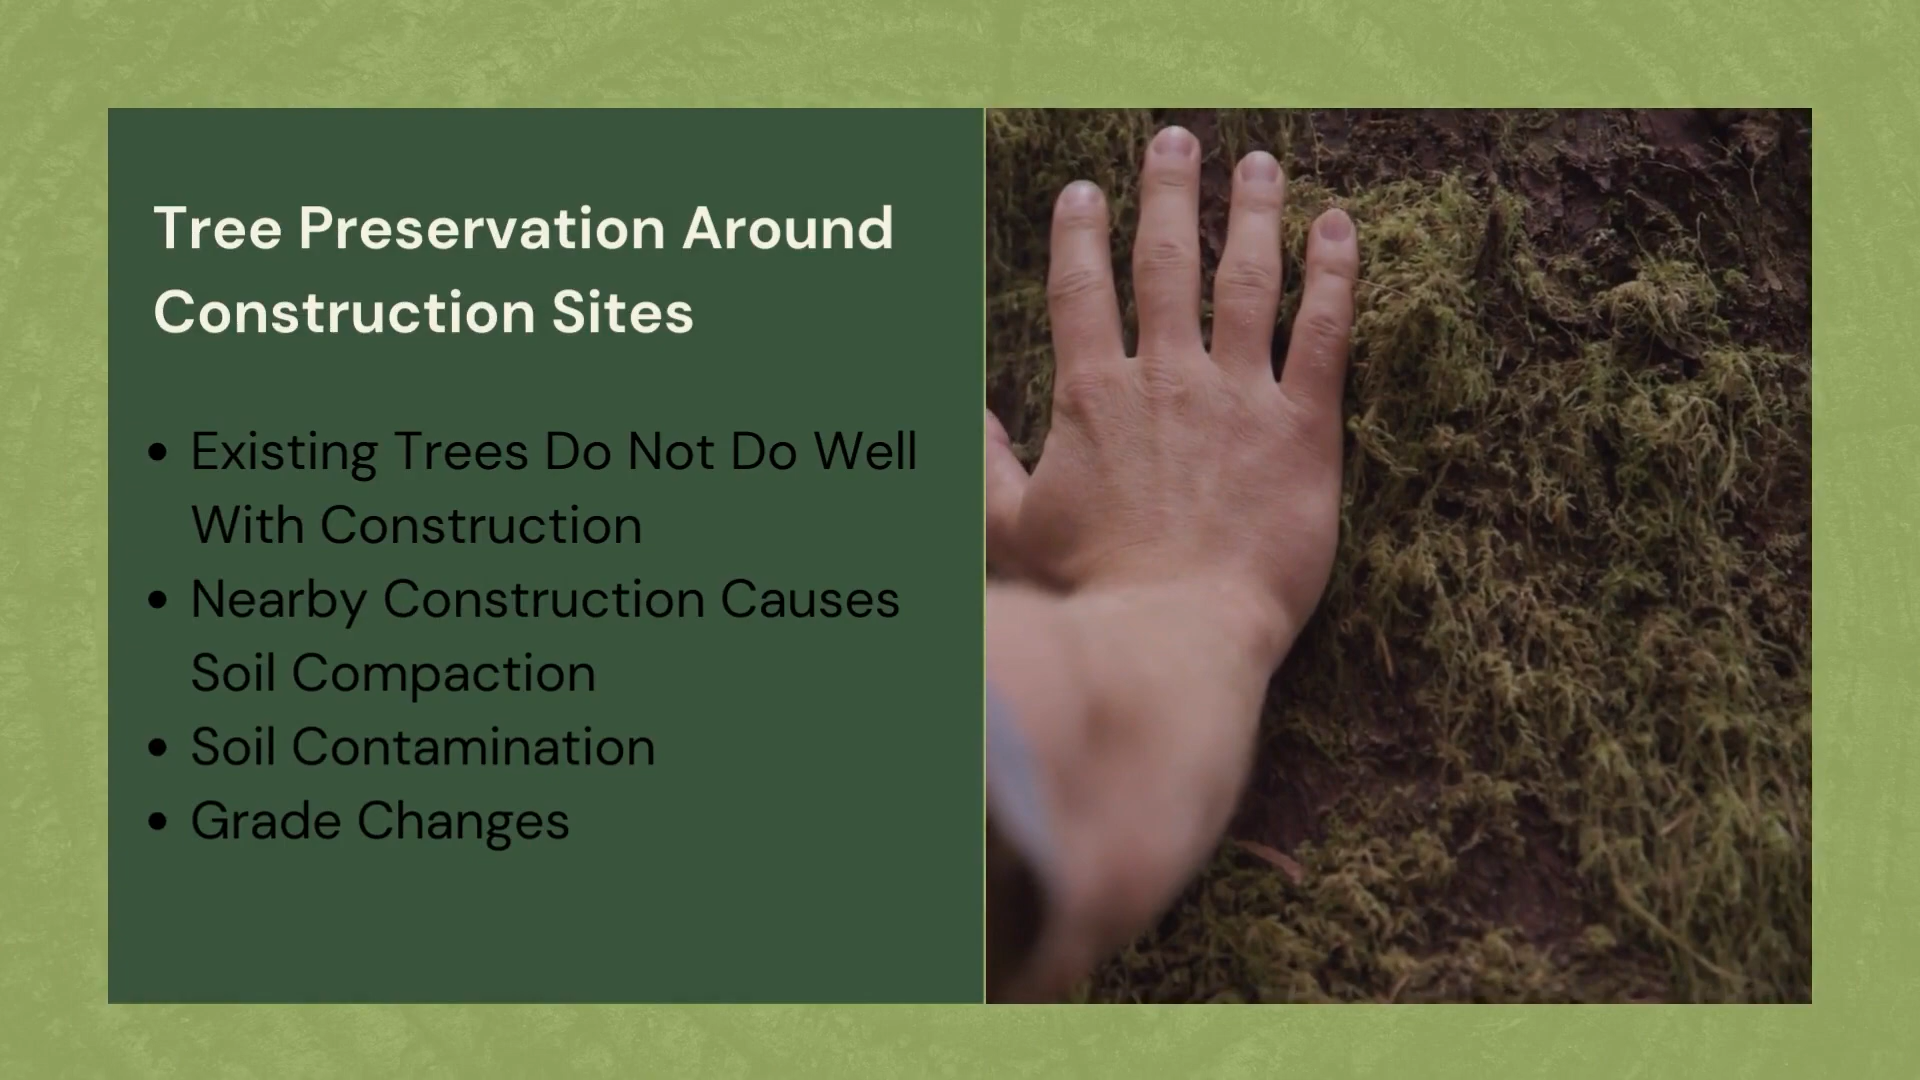 Tree Preservation Around
Construction Sites
• Existing Trees Do Not Do Well
With Construction
• Nearby Construction Causes
Soil Compaction
• Soil Contamination
• Grade Changes